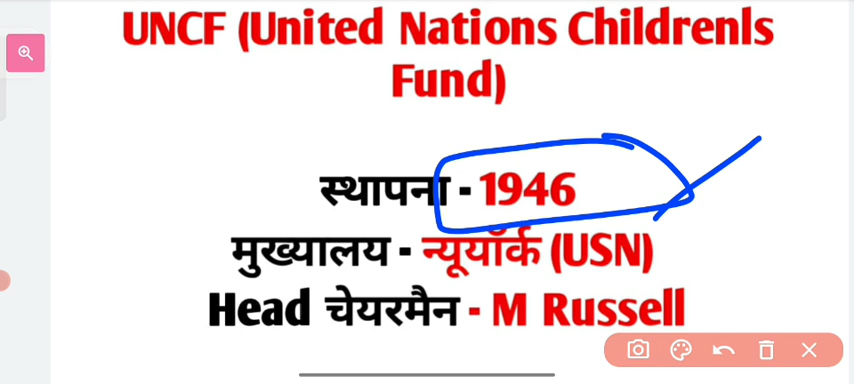 UNCF (United Nations Childrenls
Fund)
स्थापना - 1946
मुख्यालय - न्यूयॉर्क (USN)
Head चेयरमैन - M Russell